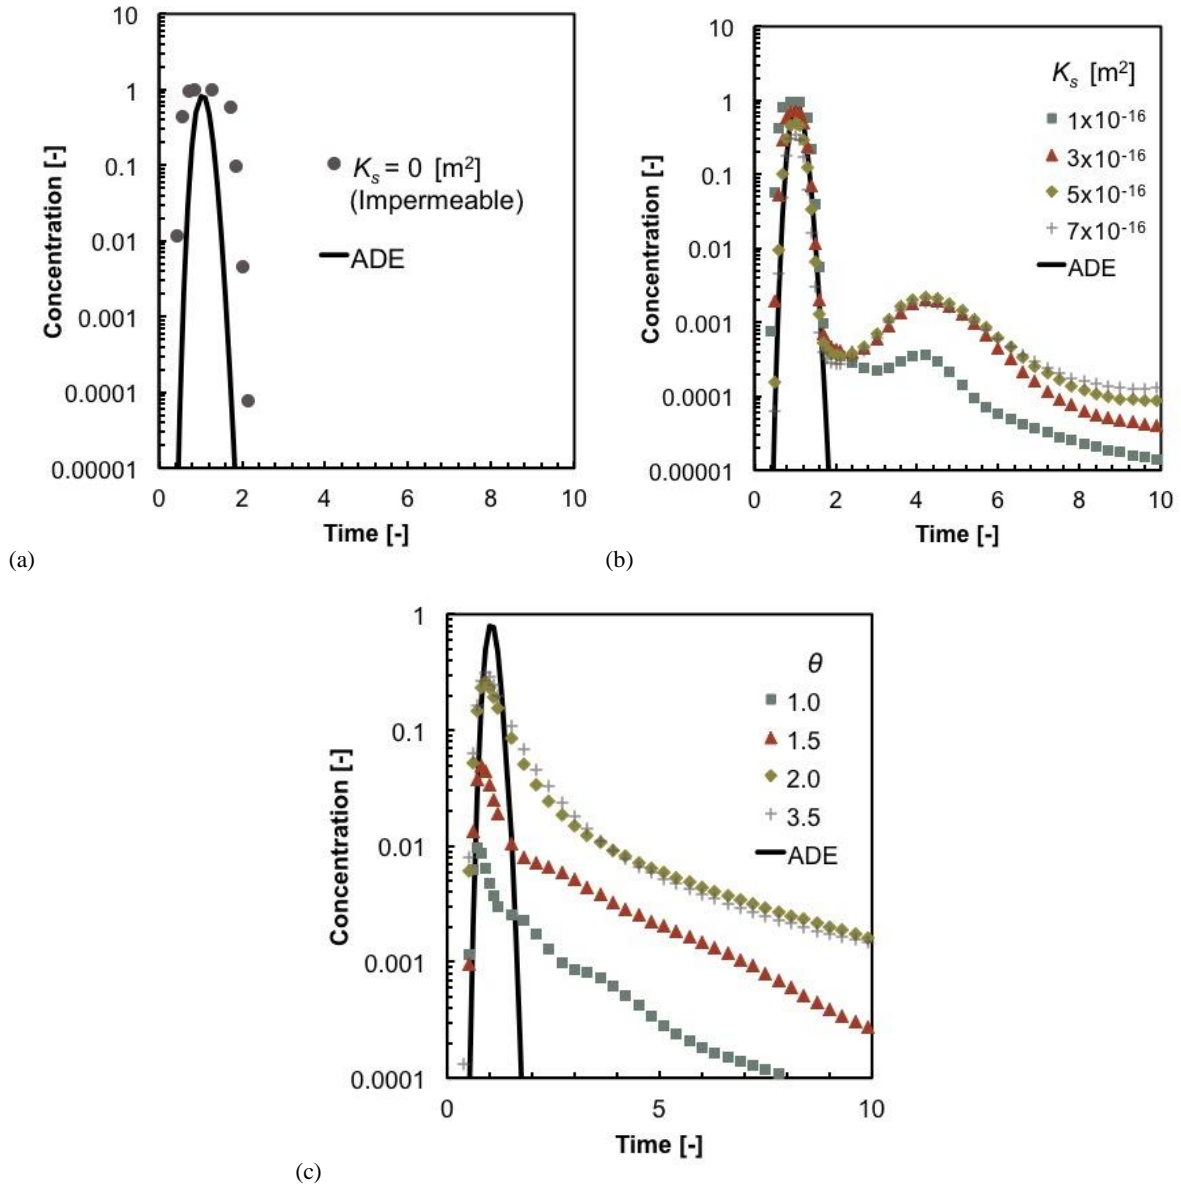 10
1
0.1
0.01
0.001
0.0001
0.00001
Concentration [-]
Ks = 0 [m²]
(Impermeable)
ADE
0 2 4 6 8 10
Time [-]
(a)
10
1
0.1
0.01
0.001
0.0001
0.00001
Concentration [-]
Ks [m²]
1x10⁻¹⁶
3x10⁻¹⁶
5x10⁻¹⁶
7x10⁻¹⁶
ADE
0 2 4 6 8 10
Time [-]
(b)
1
0.1
0.01
0.001
0.0001
Concentration [-]
θ
1.0
1.5
2.0
3.5
ADE
0 5 10
Time [-]
(c)